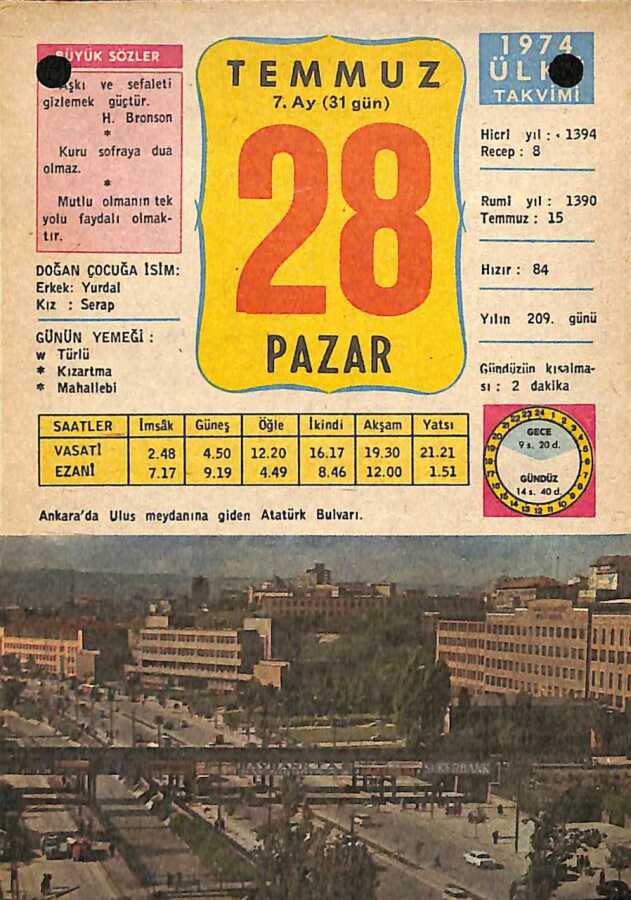 BÜYÜK SÖZLER
Aşkı ve sefaleti
gizlemek güçtür.
H. Bronson
*
Kuru sofraya dua
olmaz.
*
Mutlu olmanın tek
yolu faydalı olmak-
tır.
DOĞAN ÇOCUĞA İSİM:
Erkek: Yurdal
Kız : Serap
GÜNÜN YEMEĞİ :
* Türlü
* Kızartma
* Mahallebi
TEMMUZ
7. Ay (31 gün)
28
PAZAR
1974
ÜLKÜ
TAKVİMİ
Hicrî yıl : 1394
Recep : 8
Rumî yıl : 1390
Temmuz : 15
Hızır : 84
Yılın 209. günü
Gündüzün kısalma-
sı : 2 dakika
SAATLER İmsâk Güneş Öğle İkindi Akşam Yatsı
VASATİ 2.48 4.50 12.20 16.17 19.30 21.21
EZANÎ 7.17 9.19 4.49 8.46 12.00 1.51
GECE
9 s. 20 d.
GÜNDÜZ
14 s. 40 d.
Ankara'da Ulus meydanına giden Atatürk Bulvarı.
ŞEKERBANK